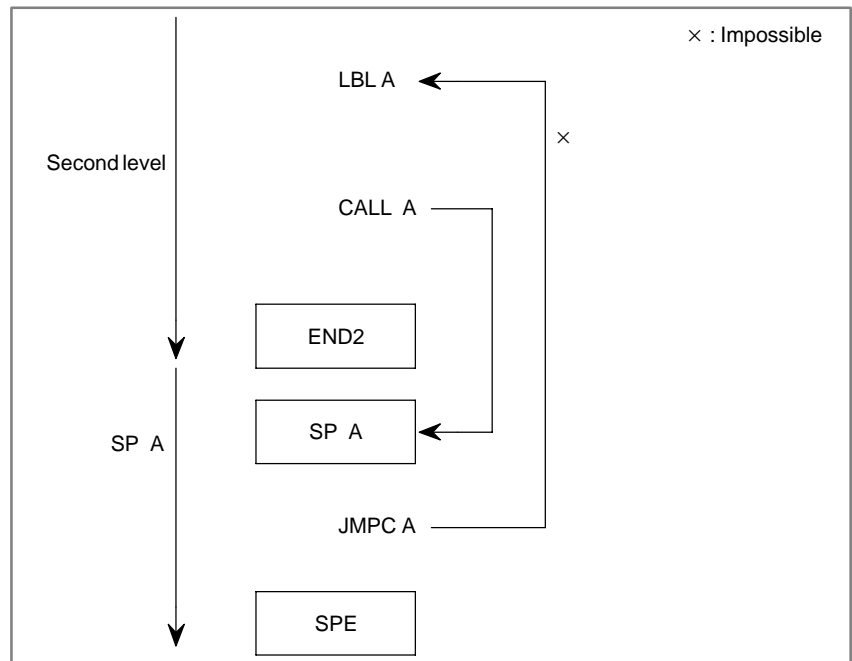 × : Impossible
LBL A
×
Second level
CALL A
END2
SP A
SP A
JMPC A
SPE